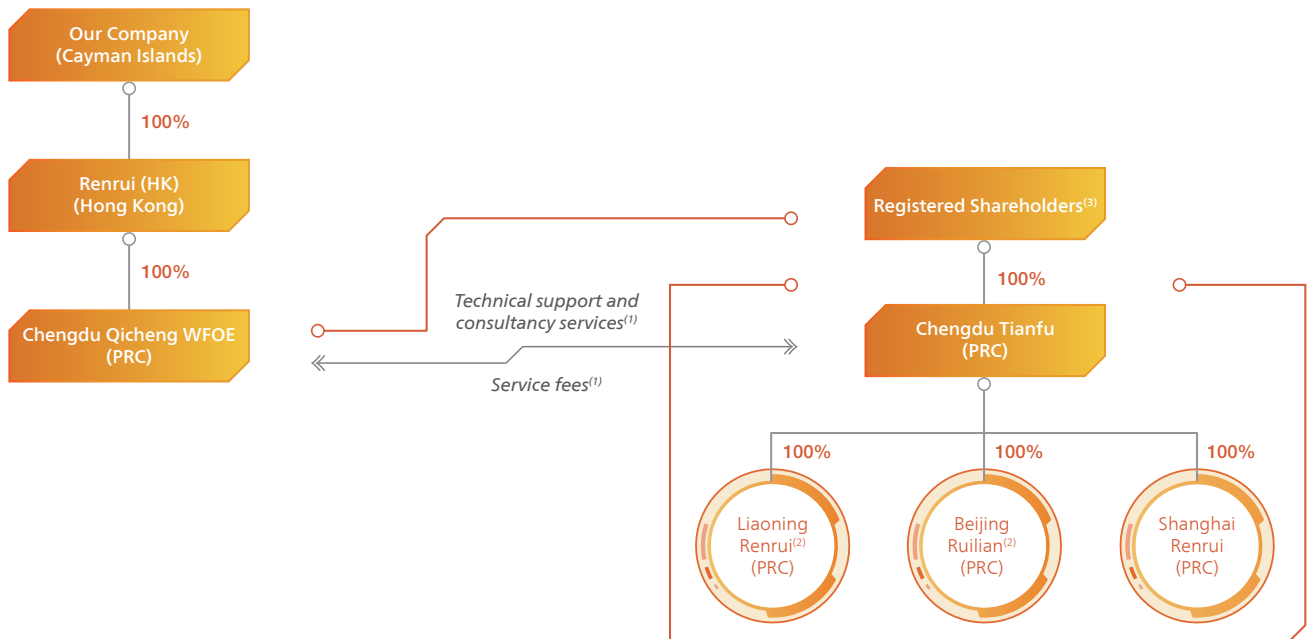 Our Company
(Cayman Islands)
100%
Renrui (HK)
(Hong Kong)
100%
Chengdu Qicheng WFOE
(PRC)
Technical support and
consultancy services(1)
Service fees(1)
Registered Shareholders(3)
100%
Chengdu Tianfu
(PRC)
100%
100%
100%
Liaoning
Renrui(2)
(PRC)
Beijing
Ruilian(2)
(PRC)
Shanghai
Renrui
(PRC)